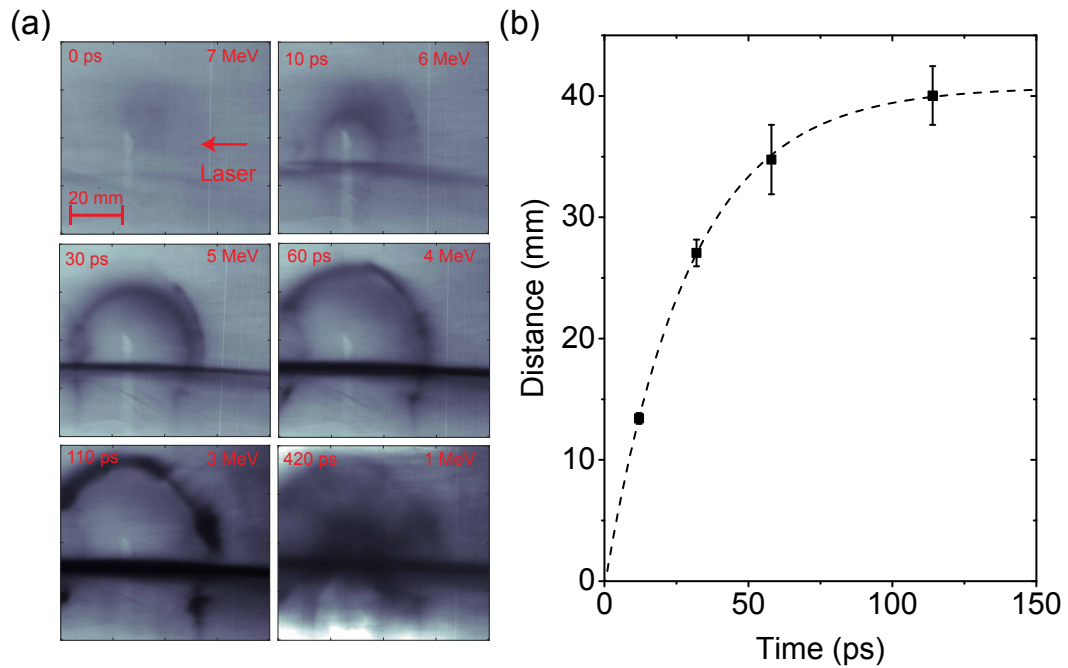 (a)
0 ps 7 MeV
Laser
20 mm
10 ps 6 MeV
30 ps 5 MeV
60 ps 4 MeV
110 ps 3 MeV
420 ps 1 MeV
(b)
Distance (mm)
40
30
20
10
0
0 50 100 150
Time (ps)